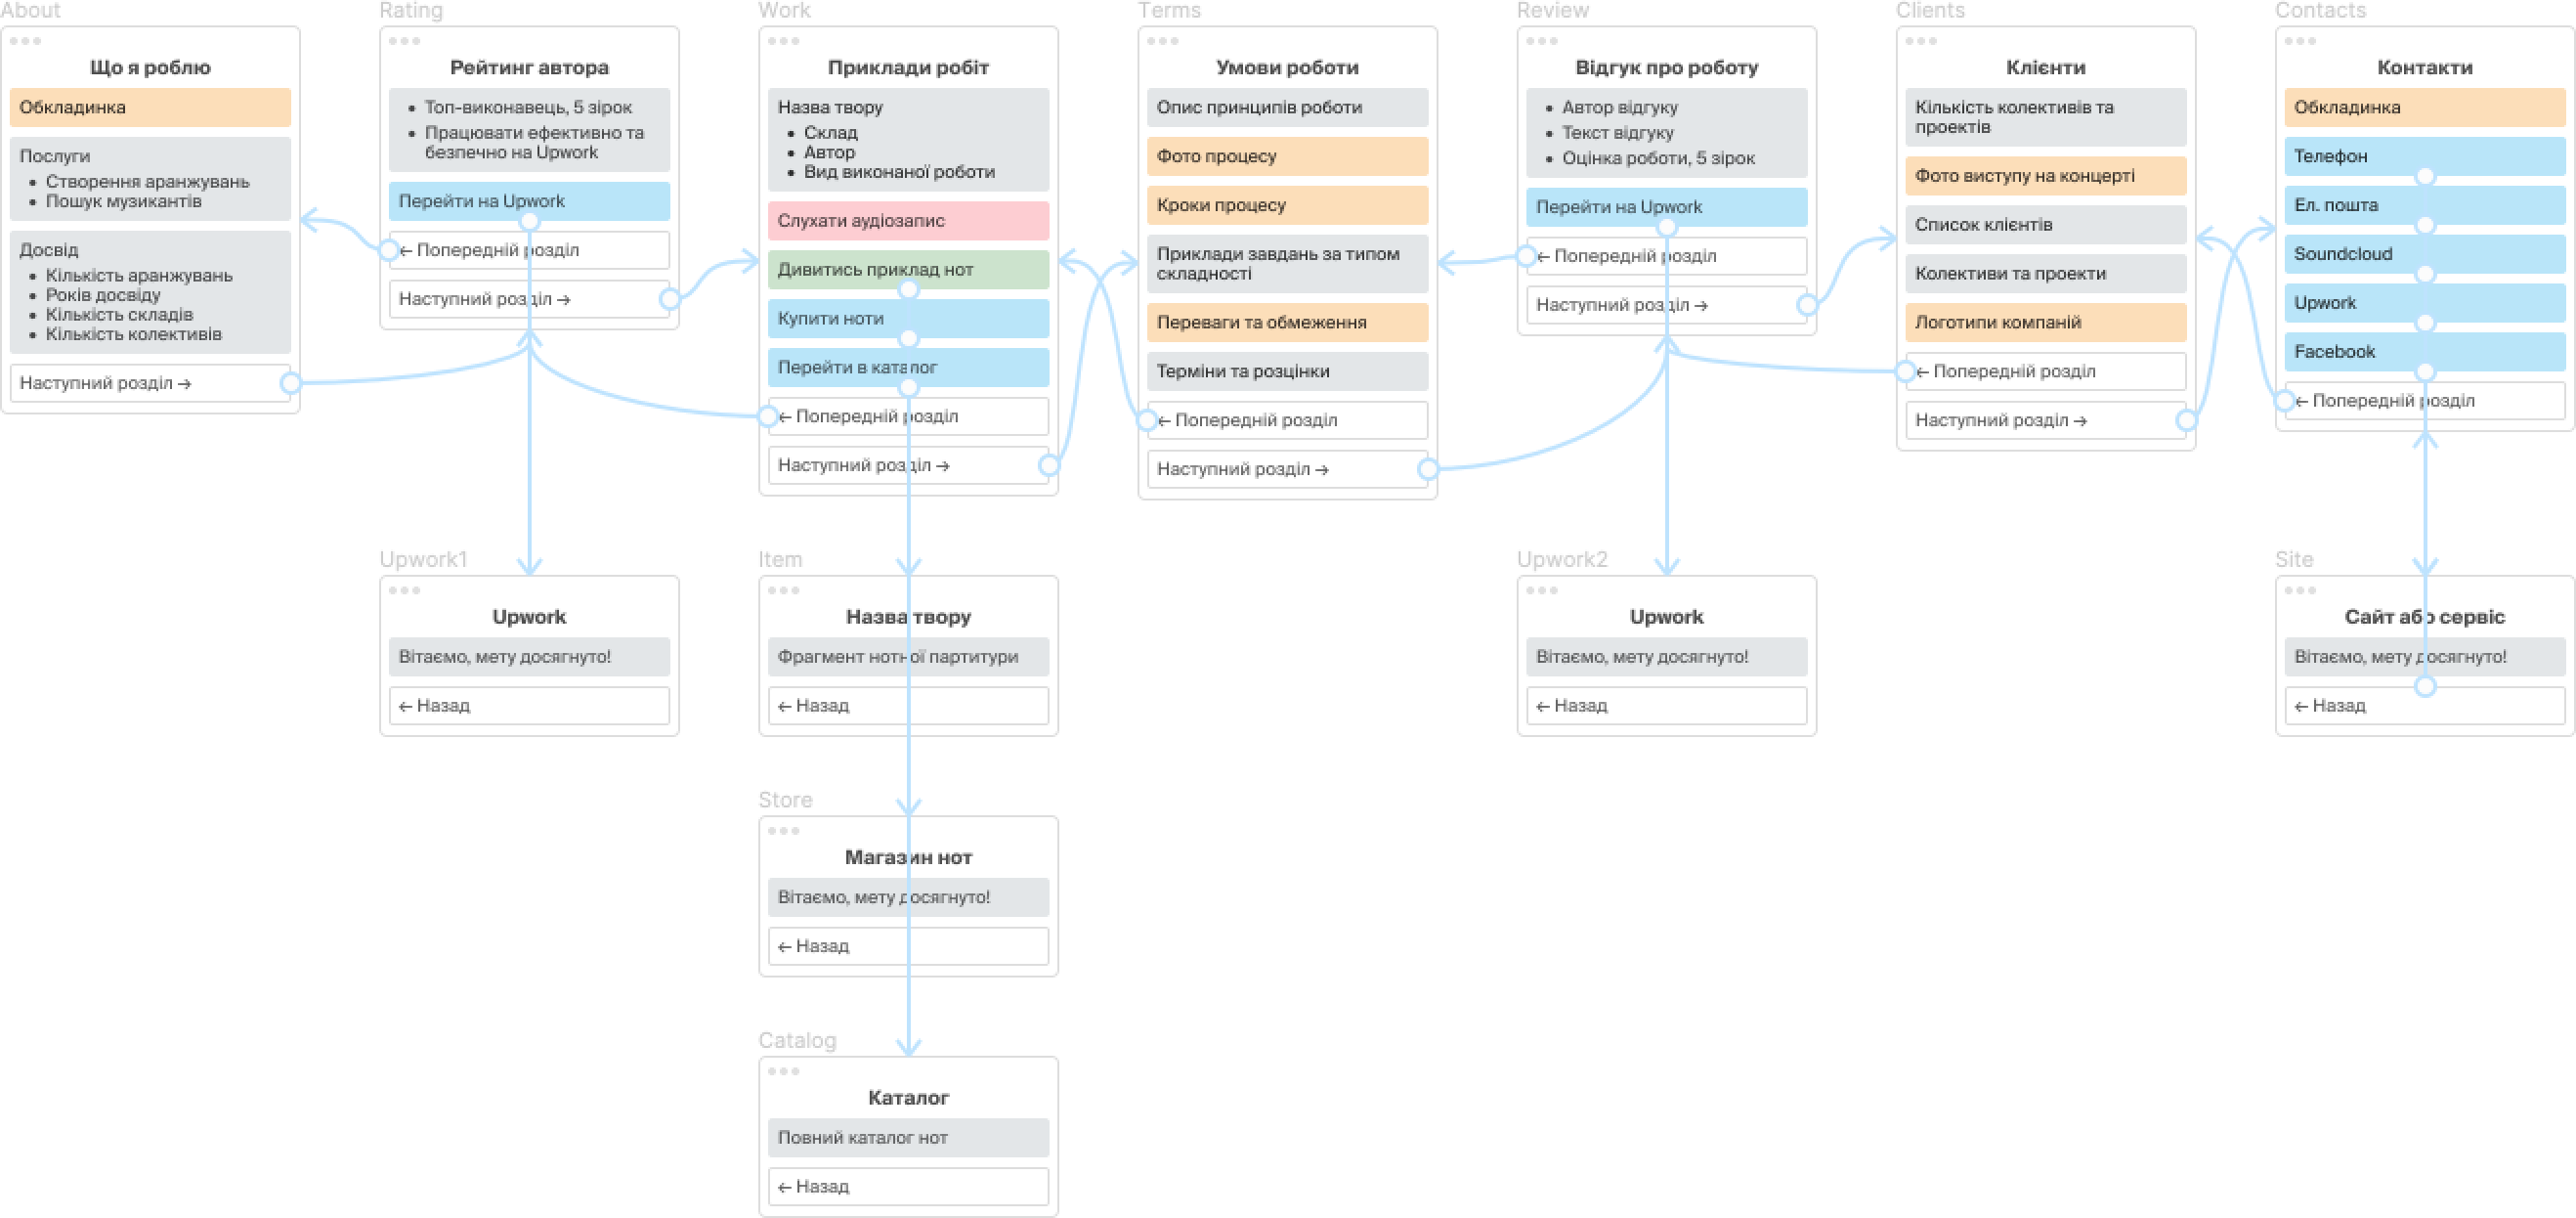 About
Що я роблю
Обкладинка
Послуги
• Створення аранжувань
• Пошук музикантів
Досвід
• Кількість аранжувань
• Років досвіду
• Кількість складів
• Кількість колективів
Наступний розділ →
Rating
Рейтинг автора
• Топ-виконавець, 5 зірок
• Працювати ефективно та
безпечно на Upwork
Перейти на Upwork
← Попередній розділ
Наступний розділ →
Work
Приклади робіт
Назва твору
• Склад
• Автор
• Вид виконаної роботи
Слухати аудіозапис
Дивитись приклад нот
Купити ноти
Перейти в каталог
← Попередній розділ
Наступний розділ →
Terms
Умови роботи
Опис принципів роботи
Фото процесу
Кроки процесу
Приклади завдань за типом
складності
Переваги та обмеження
Терміни та розцінки
← Попередній розділ
Наступний розділ →
Review
Відгук про роботу
• Автор відгуку
• Текст відгуку
• Оцінка роботи, 5 зірок
Перейти на Upwork
← Попередній розділ
Наступний розділ →
Clients
Клієнти
Кількість колективів та
проектів
Фото виступу на концерті
Список клієнтів
Колективи та проекти
Логотипи компаній
← Попередній розділ
Наступний розділ →
Contacts
Контакти
Обкладинка
Телефон
Ел. пошта
Soundcloud
Upwork
Facebook
← Попередній розділ
Upwork1
Upwork
Вітаємо, мету досягнуто!
← Назад
Item
Назва твору
Фрагмент нотної партитури
← Назад
Upwork2
Upwork
Вітаємо, мету досягнуто!
← Назад
Site
Сайт або сервіс
Вітаємо, мету досягнуто!
← Назад
Store
Магазин нот
Вітаємо, мету досягнуто!
← Назад
Catalog
Каталог
Повний каталог нот
← Назад